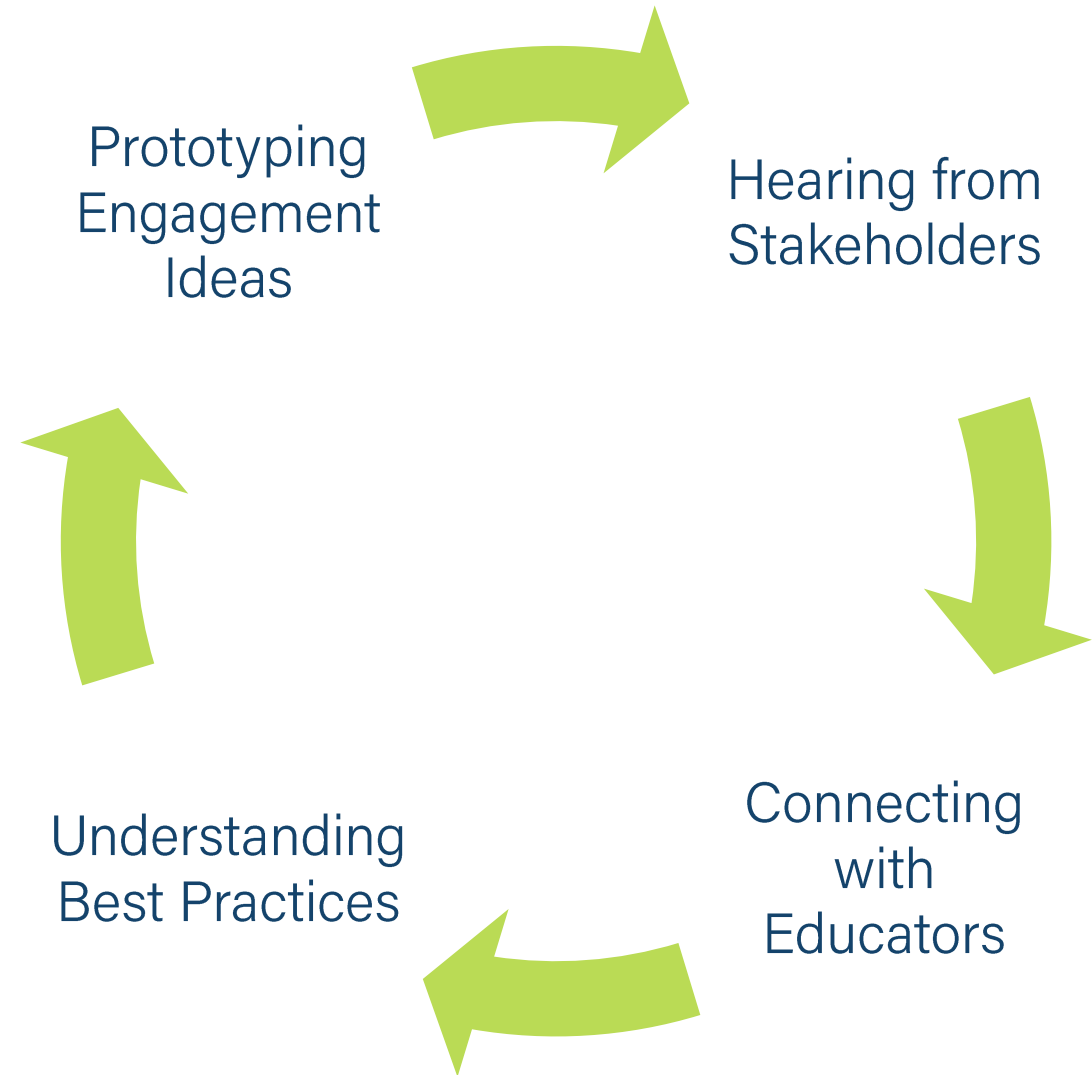 Prototyping
Engagement
Ideas
Hearing from
Stakeholders
Connecting
with
Educators
Understanding
Best Practices